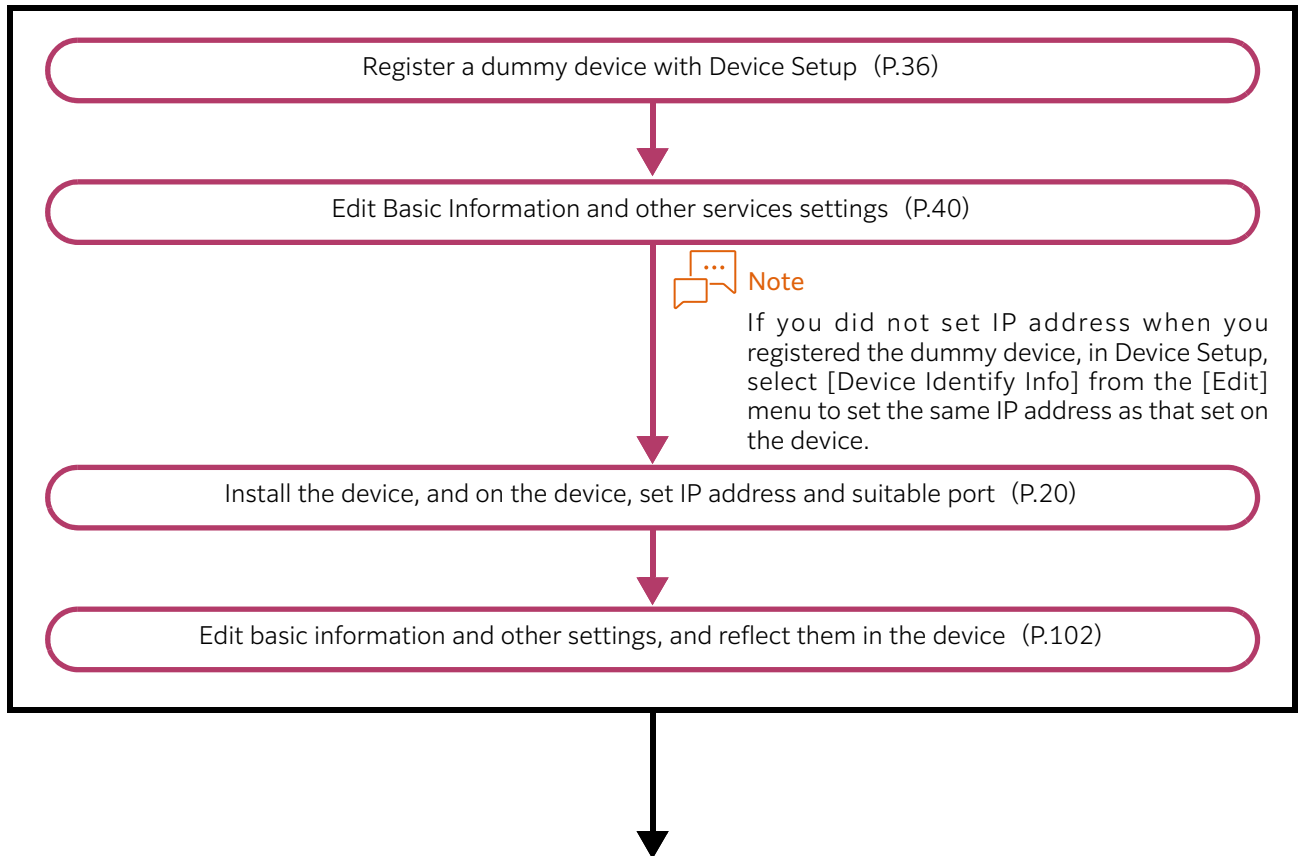 Register a dummy device with Device Setup (P.36)
Edit Basic Information and other services settings (P.40)
Note
If you did not set IP address when you
registered the dummy device, in Device Setup,
select [Device Identify Info] from the [Edit]
menu to set the same IP address as that set on
the device.
Install the device, and on the device, set IP address and suitable port (P.20)
Edit basic information and other settings, and reflect them in the device (P.102)